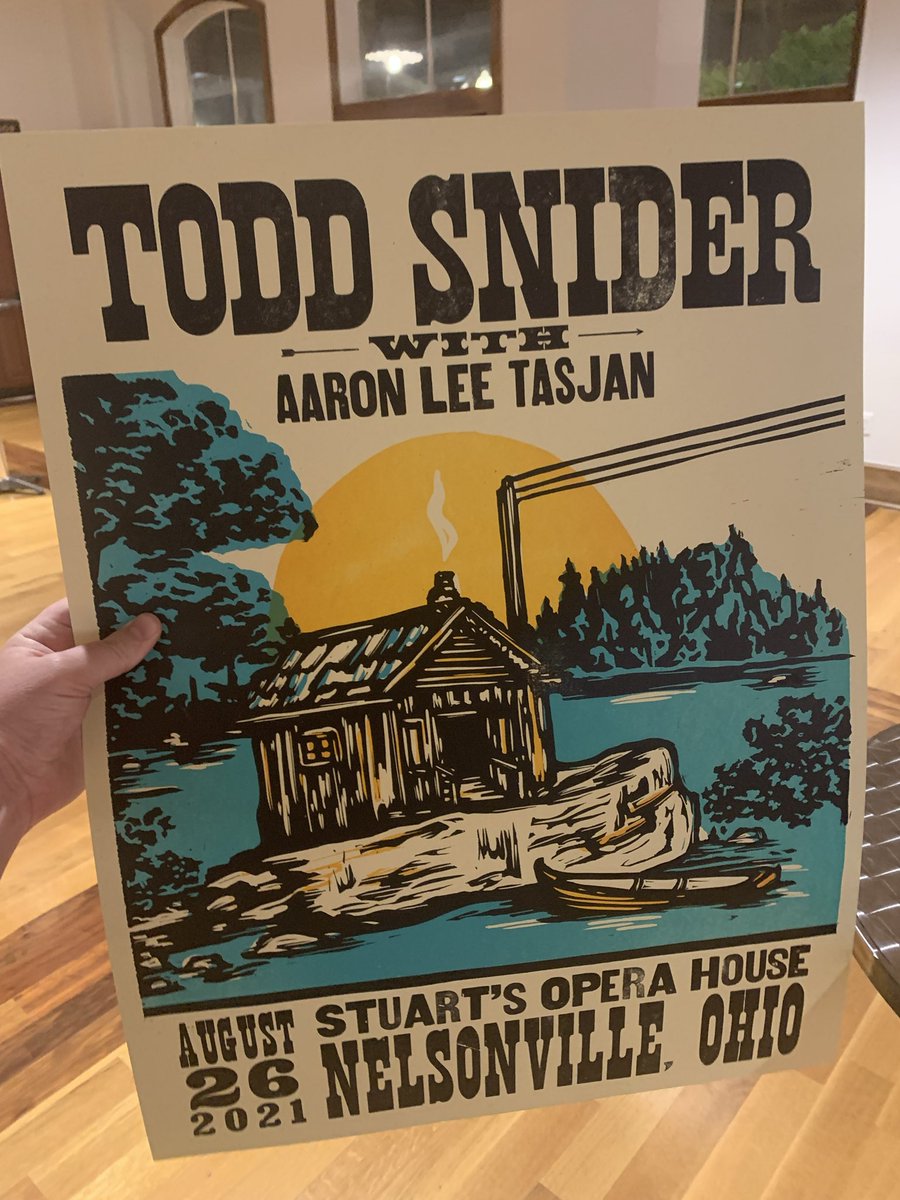 TODD SNIDER
WITH
AARON LEE TASJAN
STUART'S OPERA HOUSE
AUGUST 26 2021
NELSONVILLE, OHIO